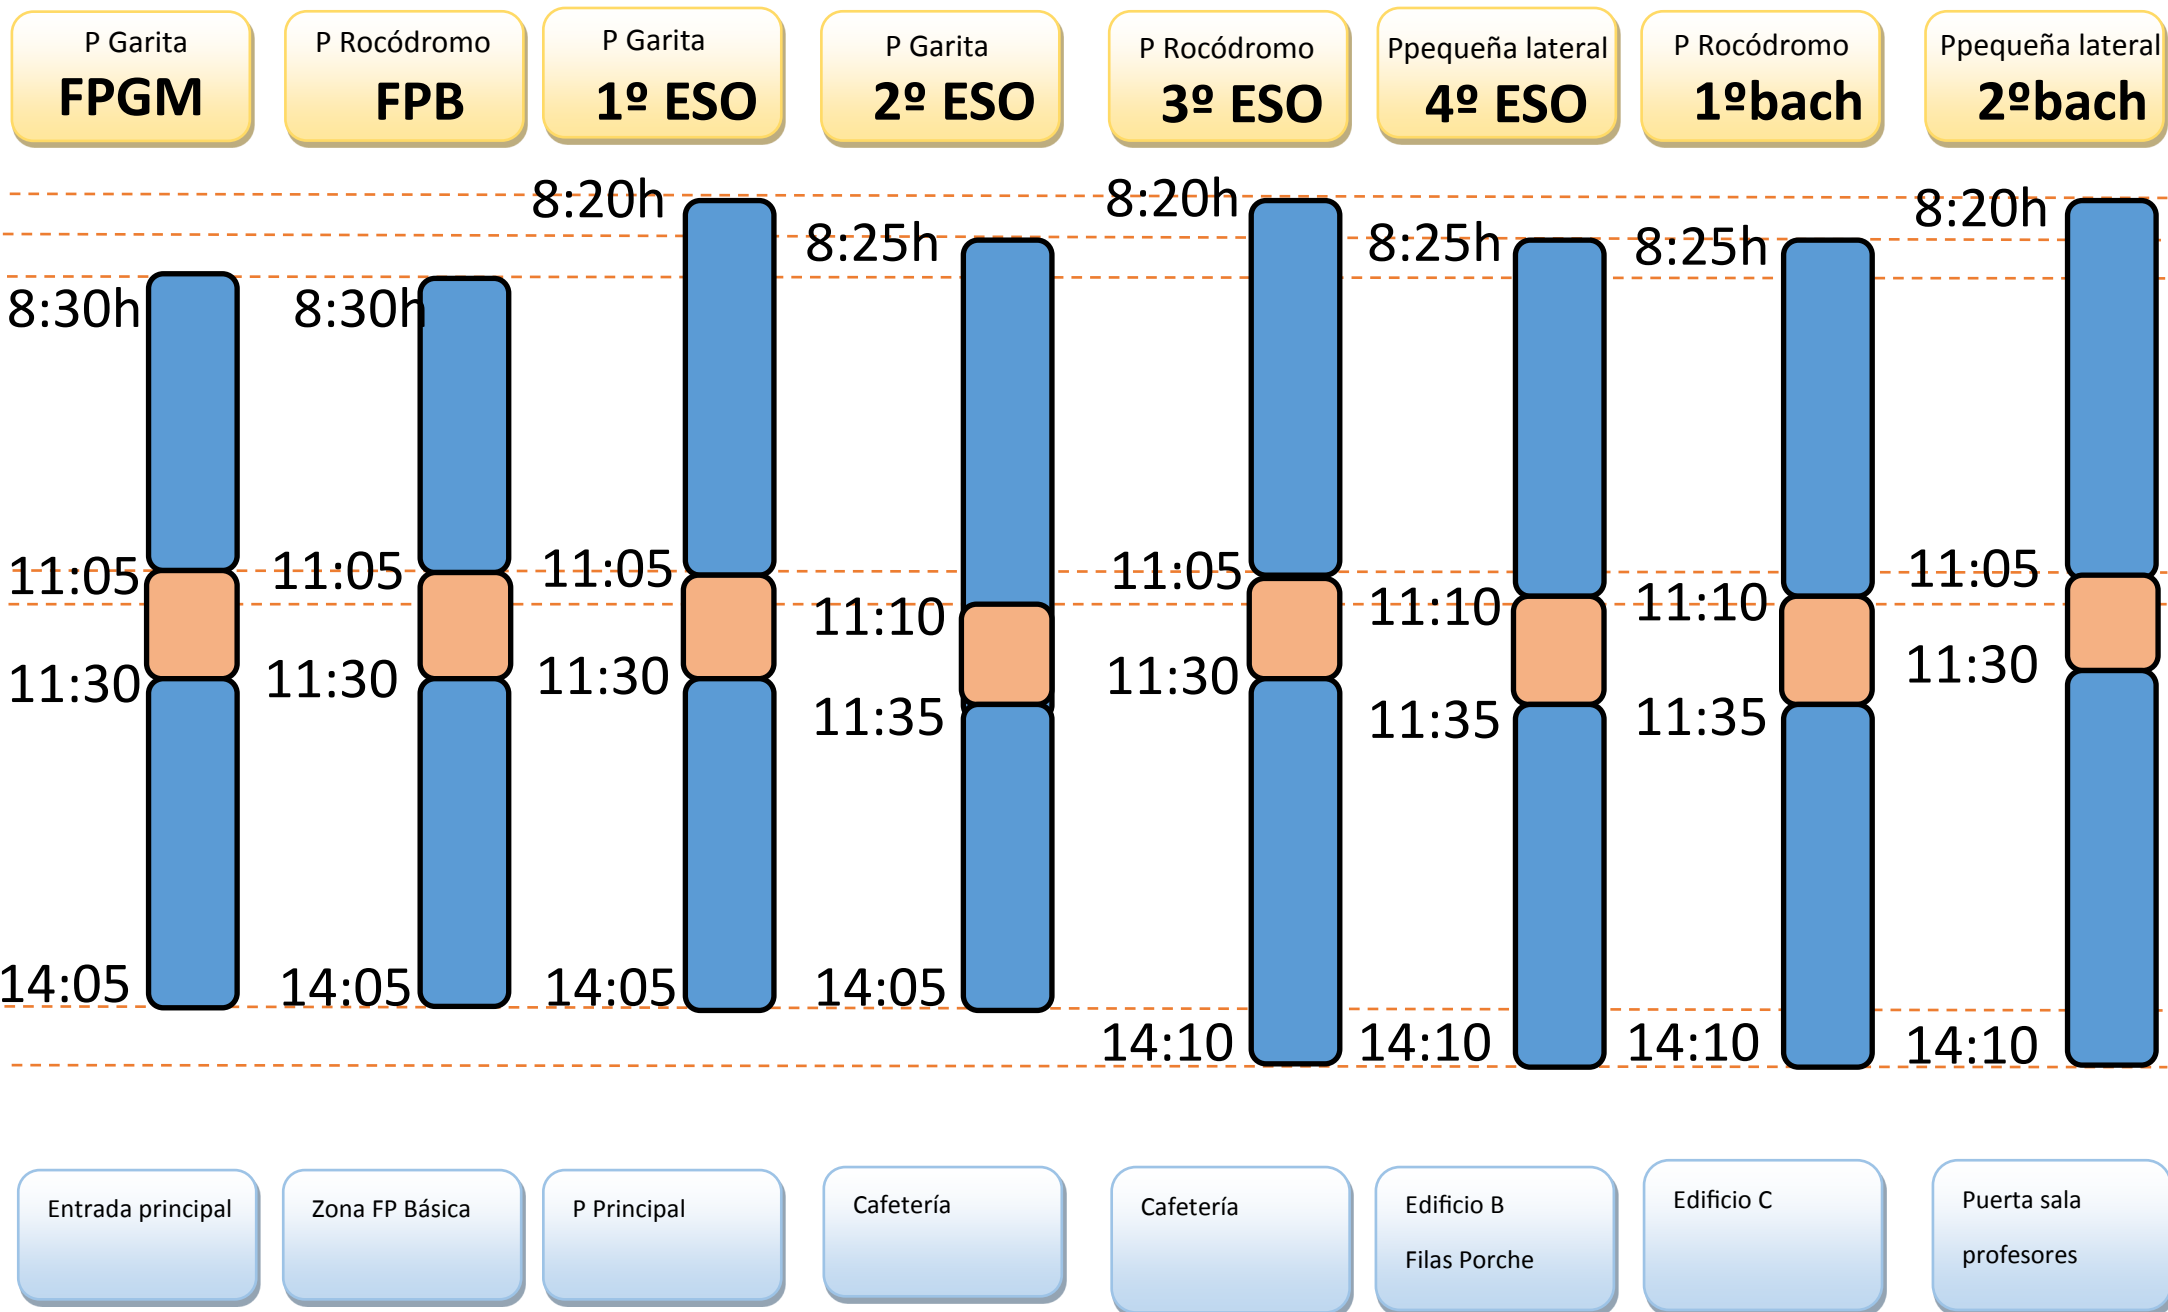 P Garita
FPGM
P Rocódromo
FPB
P Garita
1º ESO
P Garita
2º ESO
P Rocódromo
3º ESO
Ppequeña lateral
4º ESO
P Rocódromo
1ºbach
Ppequeña lateral
2ºbach
8:30h
11:05
11:30
14:05
8:30h
11:05
11:30
14:05
8:20h
11:05
11:30
14:05
8:25h
11:10
11:35
14:05
8:20h
11:05
11:30
14:10
8:25h
11:10
11:35
14:10
8:25h
11:10
11:35
14:10
8:20h
11:05
11:30
14:10
Entrada principal
Zona FP Básica
P Principal
Cafetería
Cafetería
Edificio B
Filas Porche
Edificio C
Puerta sala
profesores